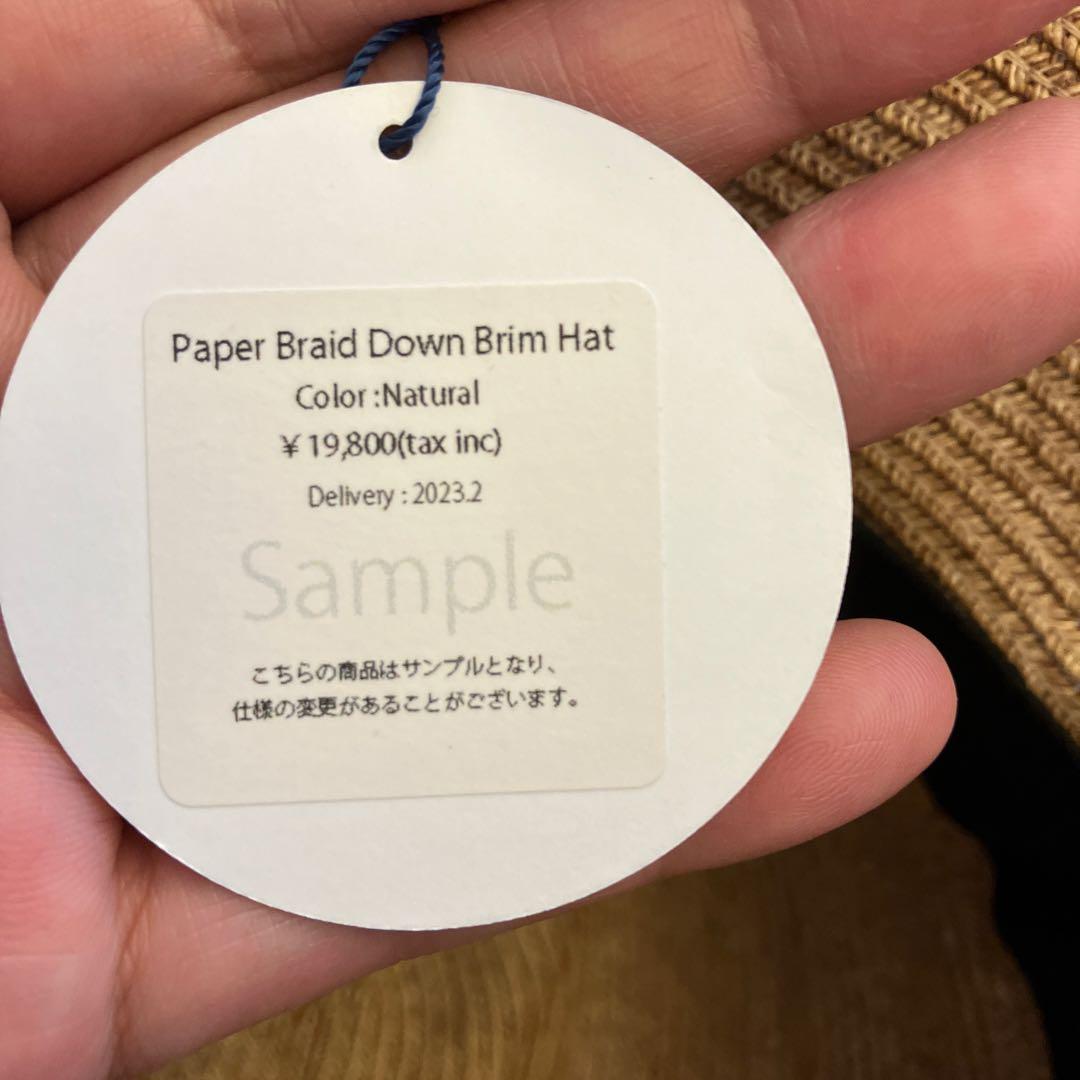 Paper Braid Down Brim Hat
Color :Natural
¥ 19,800(tax inc)
Delivery : 2023.2
Sample
こちらの商品はサンプルとなり、
仕様の変更があることがございます。